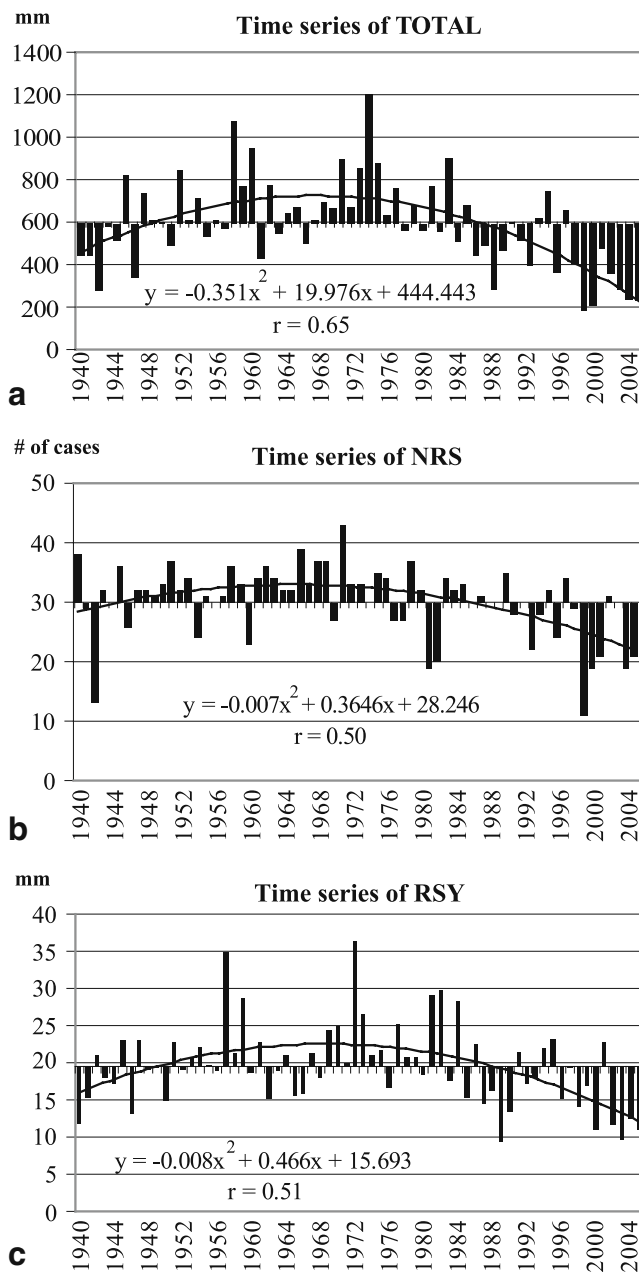 mm
Time series of TOTAL
1400
1200
1000
800
600
400
200
0
y = -0.351x² + 19.976x + 444.443
r = 0.65
1940 1944 1948 1952 1956 1960 1964 1968 1972 1976 1980 1984 1988 1992 1996 2000 2004
a
# of cases
Time series of NRS
50
40
30
20
10
0
y = -0.007x² + 0.3646x + 28.246
r = 0.50
1940 1944 1948 1952 1956 1960 1964 1968 1972 1976 1980 1984 1988 1992 1996 2000 2004
b
mm
Time series of RSY
40
35
30
25
20
15
10
5
0
y = -0.008x² + 0.466x + 15.693
r = 0.51
1940 1944 1948 1952 1956 1960 1964 1968 1972 1976 1980 1984 1988 1992 1996 2000 2004
c